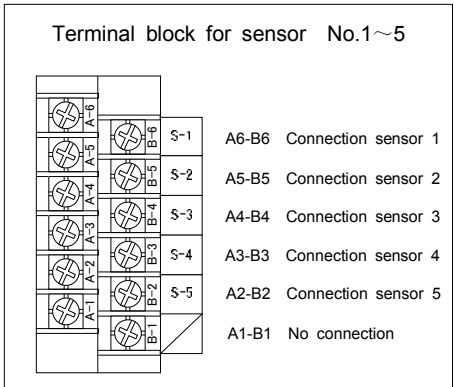 Terminal block for sensor No.1～5
A-6
A-5
A-4
A-3
A-2
A-1
B-6
B-5
B-4
B-3
B-2
B-1
S-1
S-2
S-3
S-4
S-5
A6-B6 Connection sensor 1
A5-B5 Connection sensor 2
A4-B4 Connection sensor 3
A3-B3 Connection sensor 4
A2-B2 Connection sensor 5
A1-B1 No connection